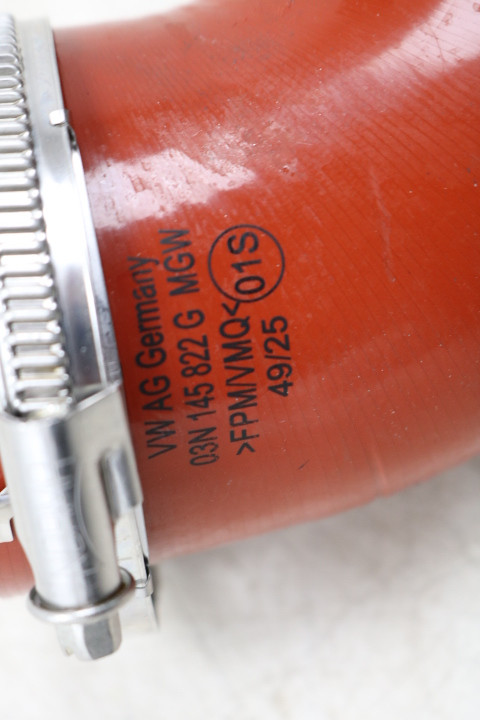 VW AG Germany
03N 145 822 G MGW
>FPM/VMQ< 01S
49/25